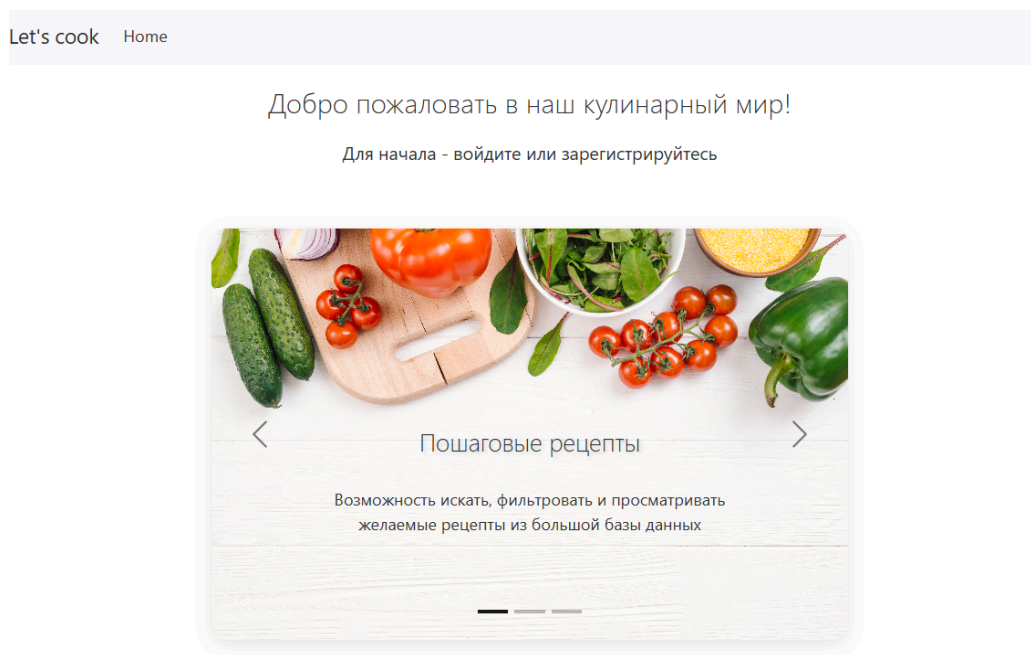 Let's cook Home
Добро пожаловать в наш кулинарный мир!
Для начала - войдите или зарегистрируйтесь
Пошаговые рецепты
Возможность искать, фильтровать и просматривать
желаемые рецепты из большой базы данных